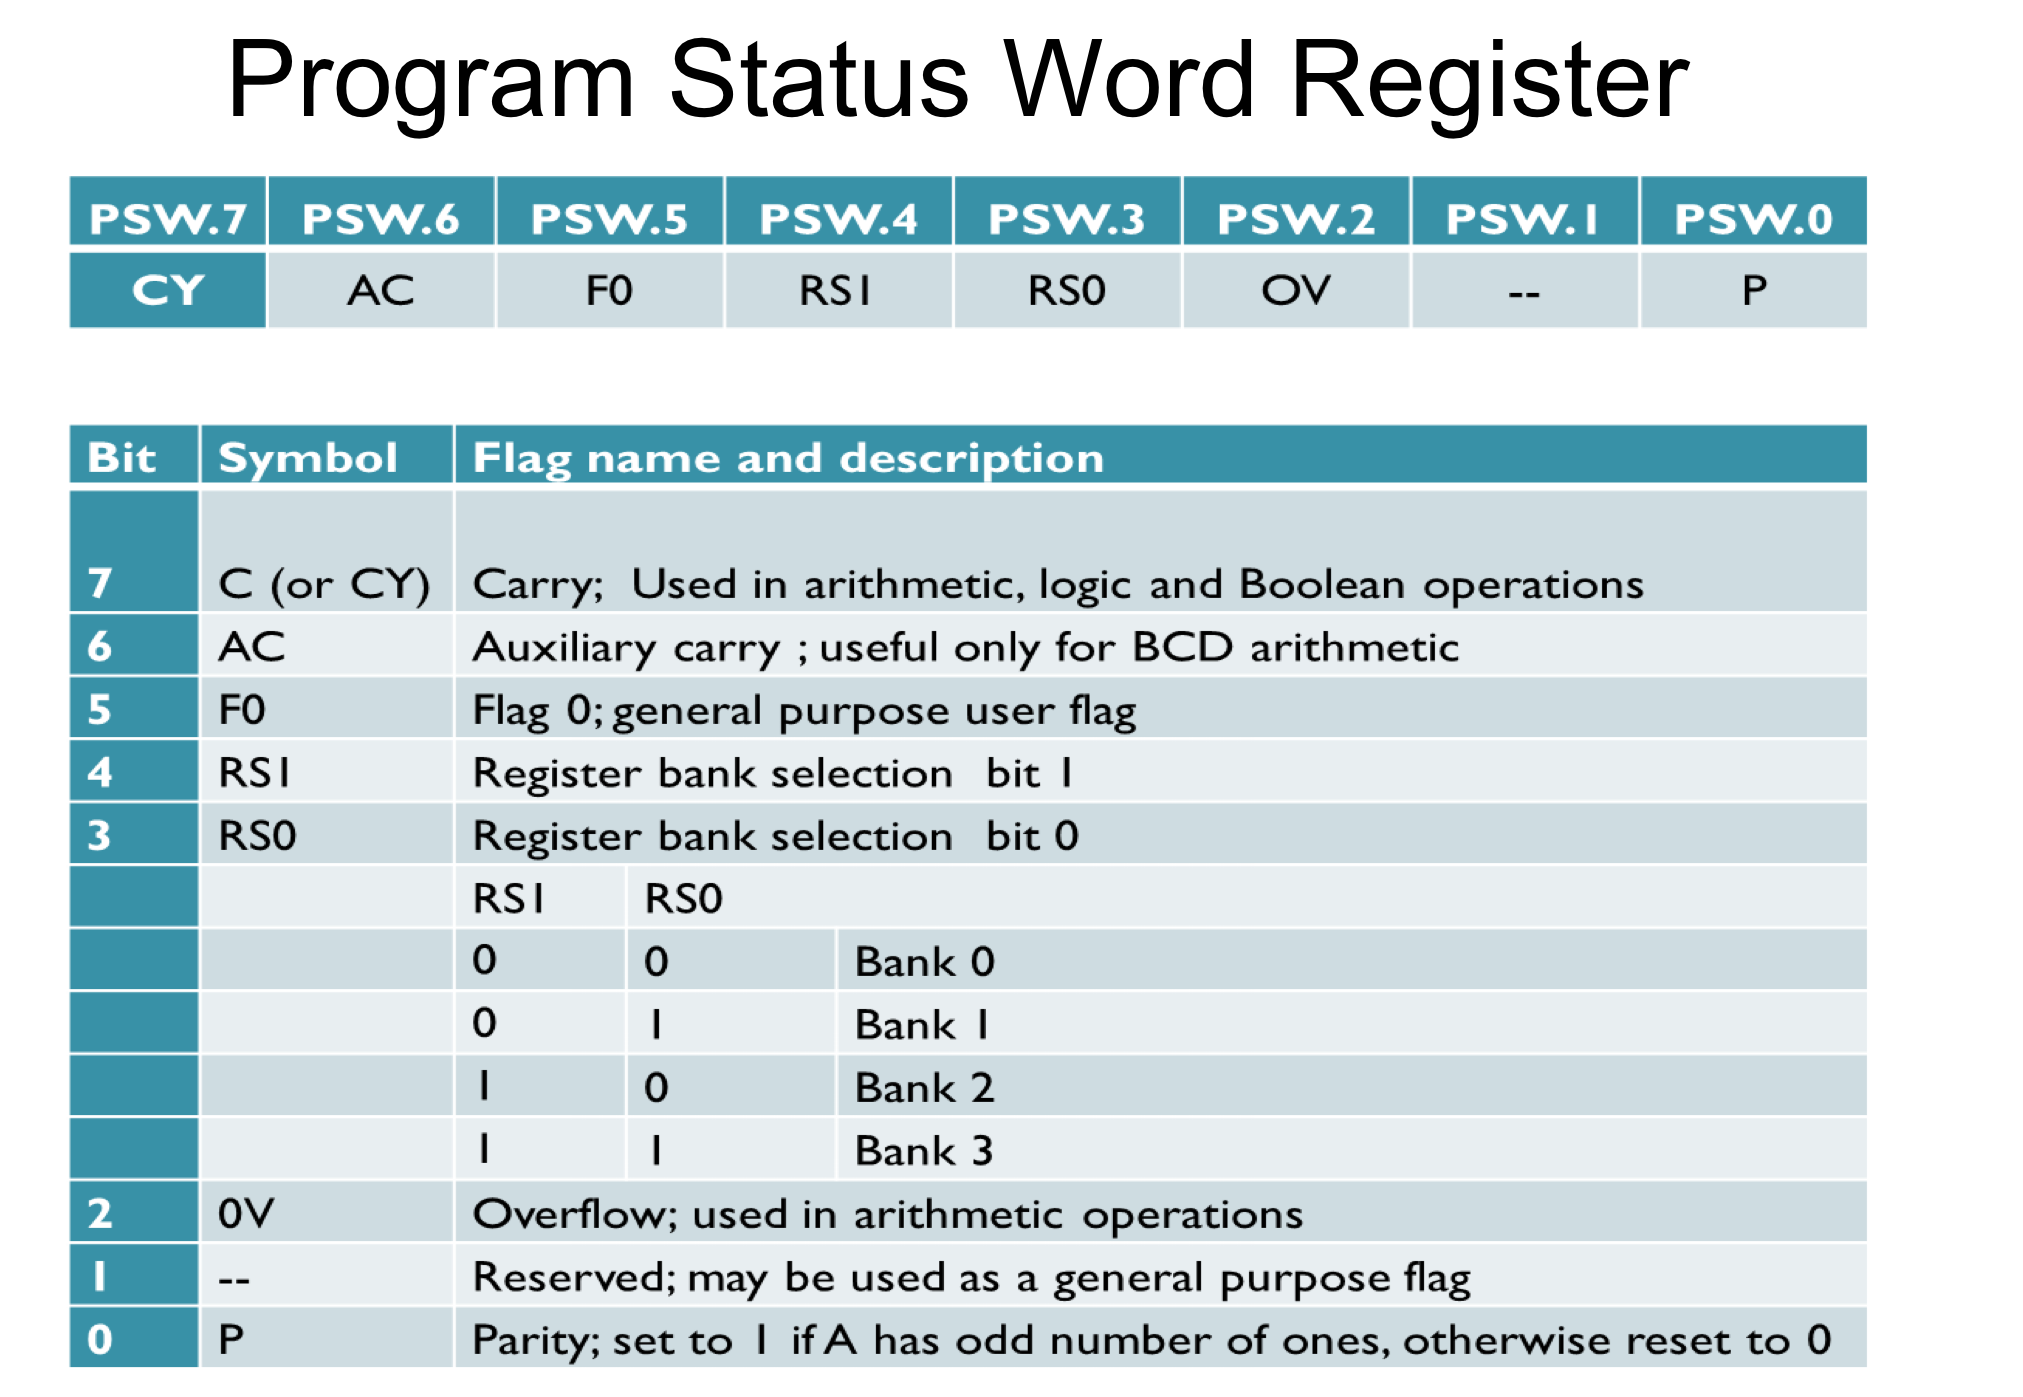 Program Status Word Register
PSW.7 PSW.6 PSW.5 PSW.4 PSW.3 PSW.2 PSW.1 PSW.0
CY AC F0 RS1 RS0 OV -- P
Bit Symbol Flag name and description
7 C (or CY) Carry; Used in arithmetic, logic and Boolean operations
6 AC Auxiliary carry ; useful only for BCD arithmetic
5 F0 Flag 0; general purpose user flag
4 RS1 Register bank selection bit 1
3 RS0 Register bank selection bit 0
RS1 RS0
0 0 Bank 0
0 1 Bank 1
1 0 Bank 2
1 1 Bank 3
2 0V Overflow; used in arithmetic operations
1 -- Reserved; may be used as a general purpose flag
0 P Parity; set to 1 if A has odd number of ones, otherwise reset to 0